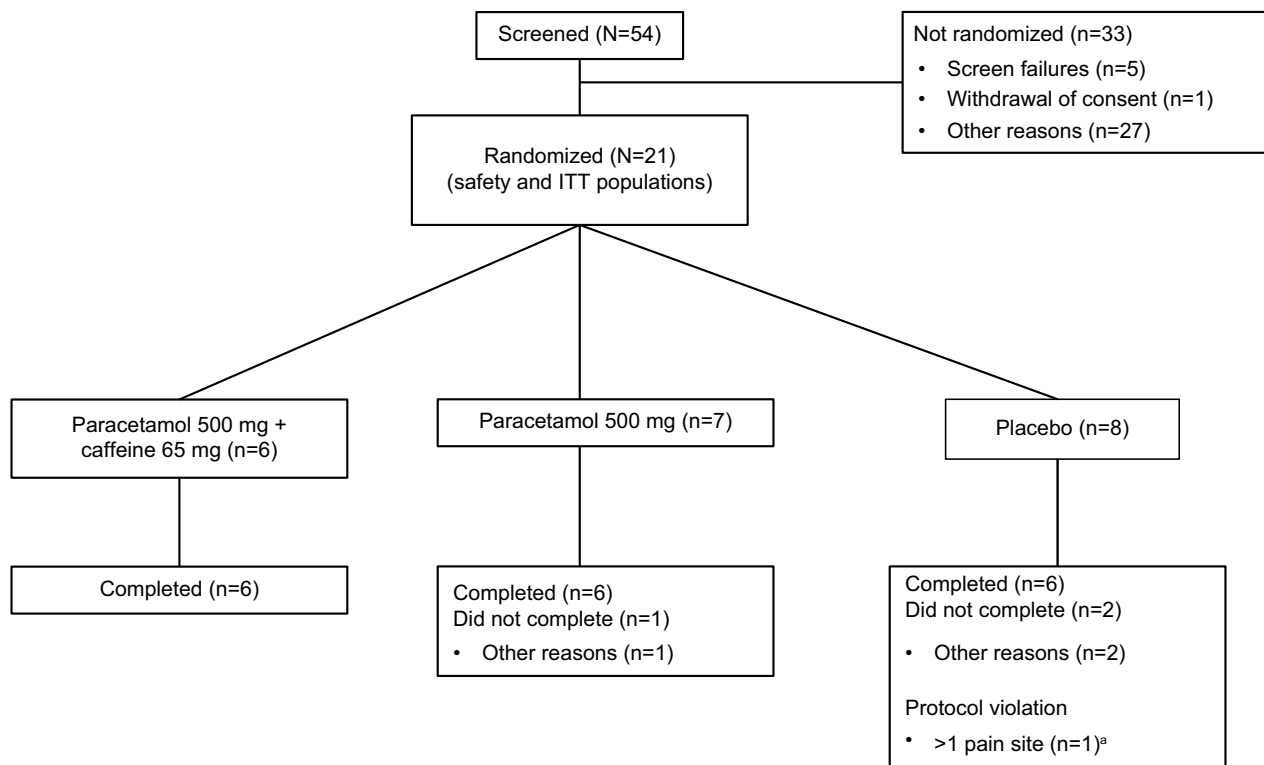 Screened (N=54)
Not randomized (n=33)
• Screen failures (n=5)
• Withdrawal of consent (n=1)
• Other reasons (n=27)
Randomized (N=21)
(safety and ITT populations)
Paracetamol 500 mg +
caffeine 65 mg (n=6)
Paracetamol 500 mg (n=7)
Placebo (n=8)
Completed (n=6)
Completed (n=6)
Did not complete (n=1)
• Other reasons (n=1)
Completed (n=6)
Did not complete (n=2)
• Other reasons (n=2)
Protocol violation
• >1 pain site (n=1)ᵃ